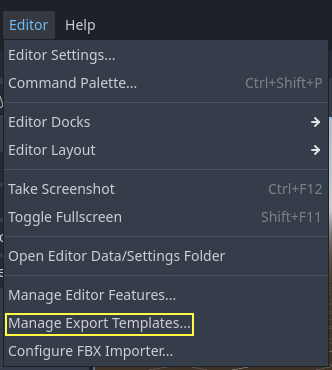 Editor Help
Editor Settings...
Command Palette... Ctrl+Shift+P
Editor Docks
Editor Layout
Take Screenshot Ctrl+F12
Toggle Fullscreen Shift+F11
Open Editor Data/Settings Folder
Manage Editor Features...
Manage Export Templates...
Configure FBX Importer...